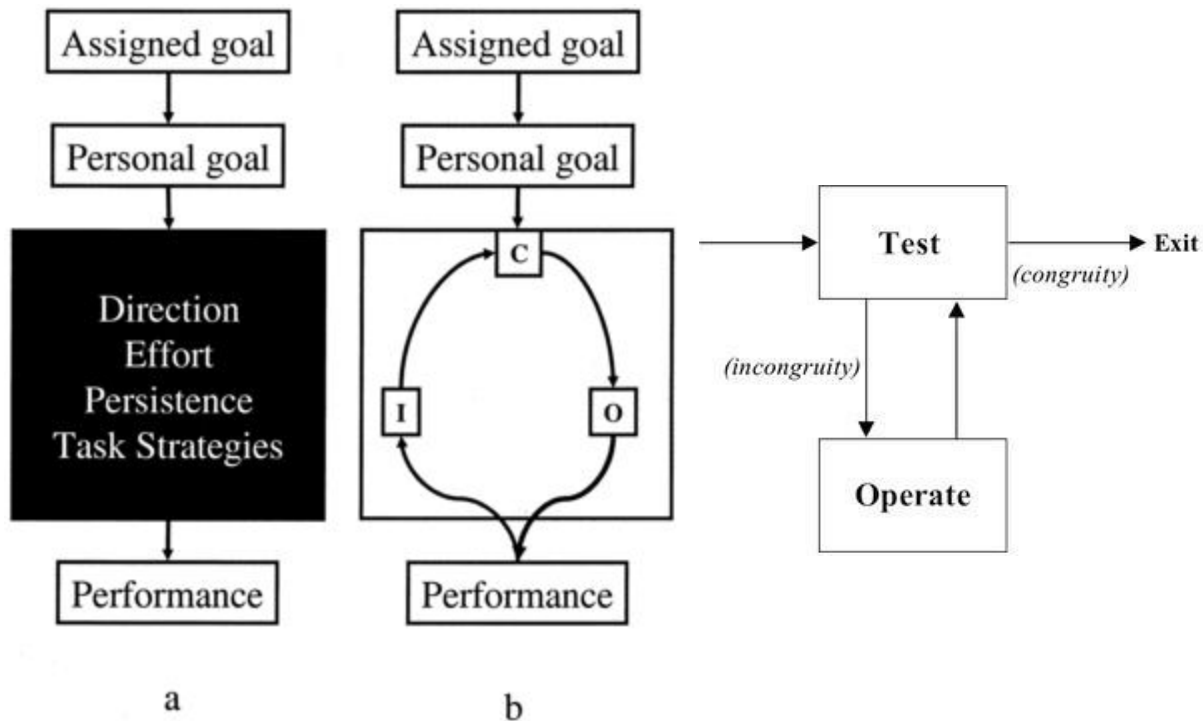 Assigned goal
Personal goal
Direction
Effort
Persistence
Task Strategies
Performance
a
Assigned goal
Personal goal
C
I
O
Performance
b
Test
Exit
(congruity)
(incongruity)
Operate